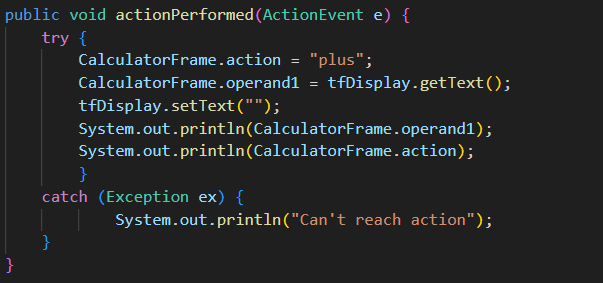 public void actionPerformed(ActionEvent e) {
    try {
        CalculatorFrame.action = "plus";
        CalculatorFrame.operand1 = tfDisplay.getText();
        tfDisplay.setText("");
        System.out.println(CalculatorFrame.operand1);
        System.out.println(CalculatorFrame.action);
        }
    catch (Exception ex) {
            System.out.println("Can't reach action");
    }
}